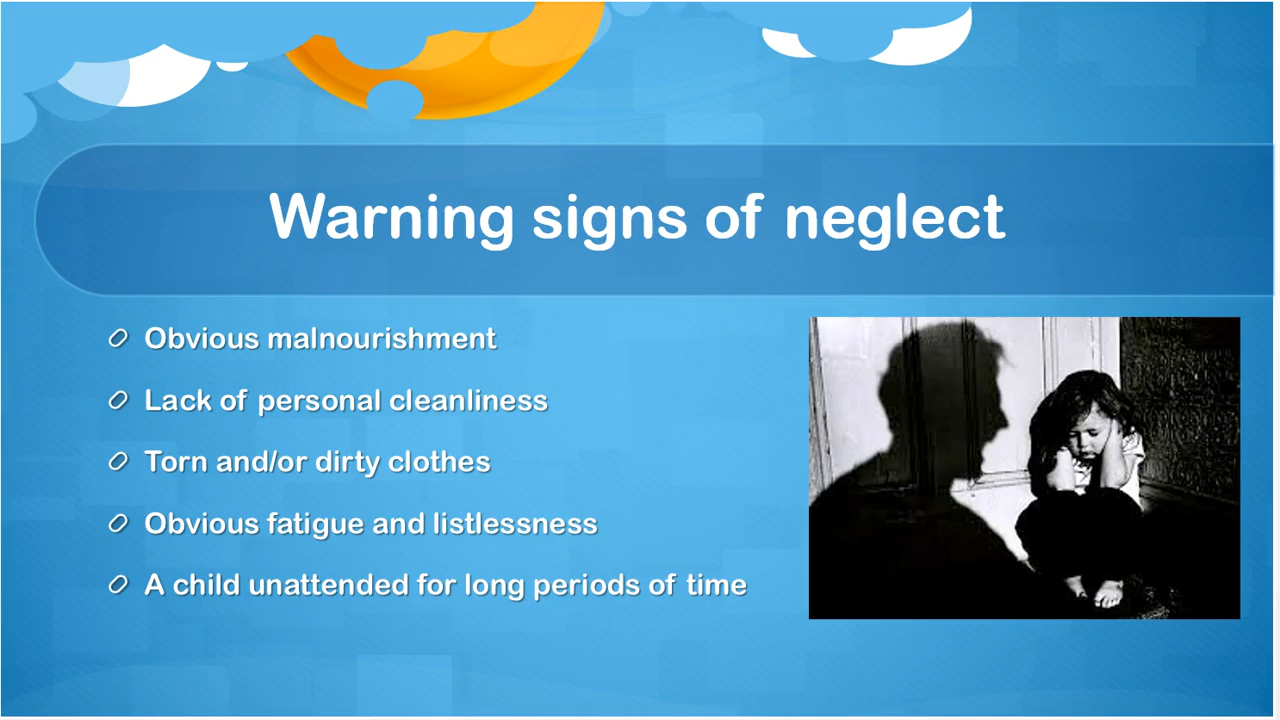 Warning signs of neglect
Obvious malnourishment
Lack of personal cleanliness
Torn and/or dirty clothes
Obvious fatigue and listlessness
A child unattended for long periods of time